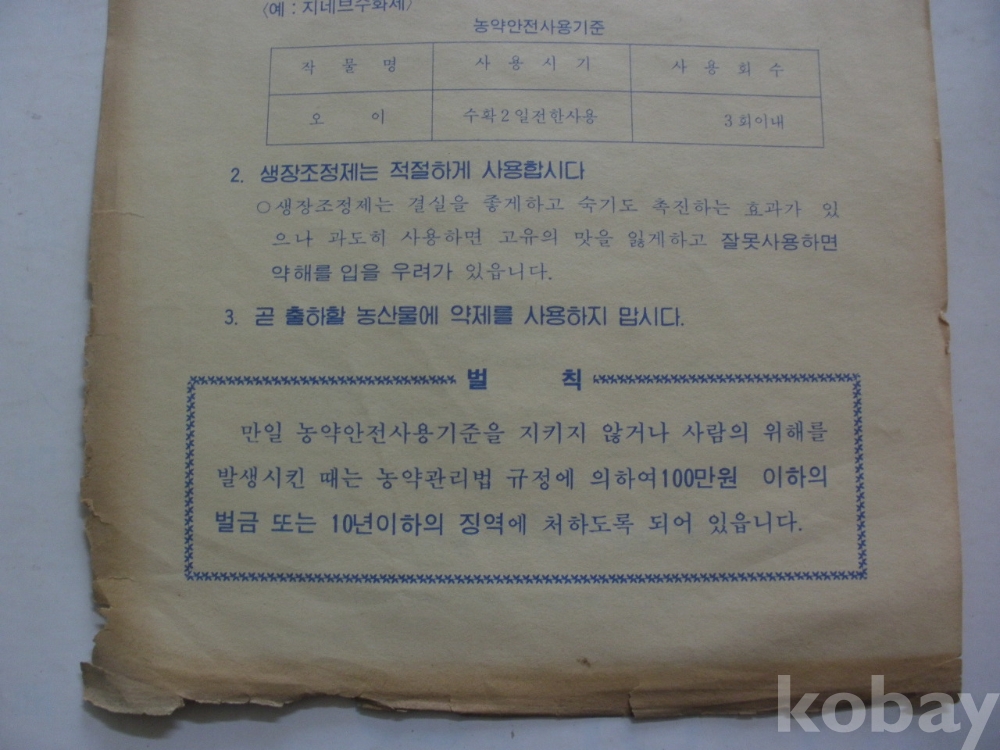 〈예 : 지네브수화제〉
농약안전사용기준
작 물 명 사 용 시 기 사 용 회 수
오 이 수확2일전한사용 3회이내
2. 생장조정제는 적절하게 사용합시다
○생장조정제는 결실을 좋게하고 숙기도 촉진하는 효과가 있
으나 과도히 사용하면 고유의 맛을 잃게하고 잘못사용하면
약해를 입을 우려가 있읍니다.
3. 곧 출하할 농산물에 약제를 사용하지 맙시다.
벌 칙
만일 농약안전사용기준을 지키지 않거나 사람의 위해를
발생시킨 때는 농약관리법 규정에 의하여100만원 이하의
벌금 또는 10년이하의 징역에 처하도록 되어 있읍니다.
kobay